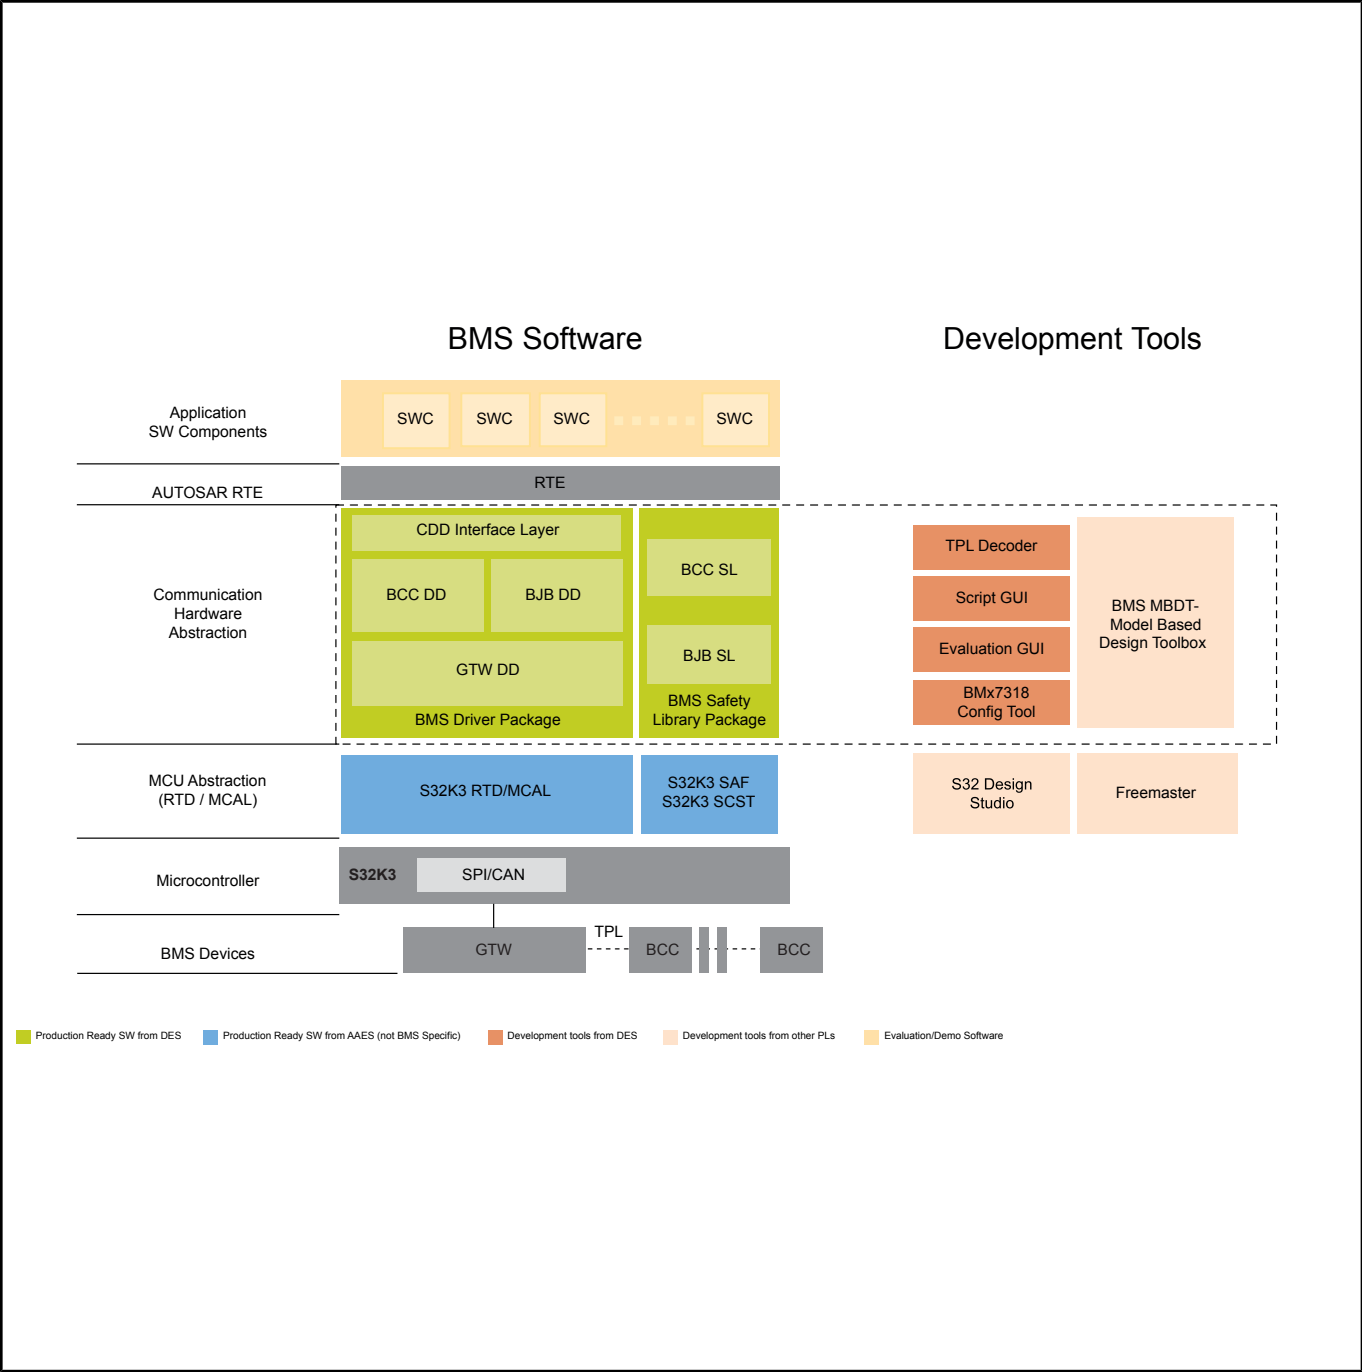 BMS Software
Development Tools
Application
SW Components
SWC
SWC
SWC
SWC
AUTOSAR RTE
RTE
Communication
Hardware
Abstraction
CDD Interface Layer
BCC DD
BJB DD
GTW DD
BMS Driver Package
BCC SL
BJB SL
BMS Safety
Library Package
TPL Decoder
Script GUI
Evaluation GUI
BMx7318
Config Tool
BMS MBDT-
Model Based
Design Toolbox
MCU Abstraction
(RTD / MCAL)
S32K3 RTD/MCAL
S32K3 SAF
S32K3 SCST
S32 Design
Studio
Freemaster
Microcontroller
S32K3
SPI/CAN
BMS Devices
GTW
TPL
BCC
BCC
Production Ready SW from DES
Production Ready SW from AAES (not BMS Specific)
Development tools from DES
Development tools from other PLs
Evaluation/Demo Software